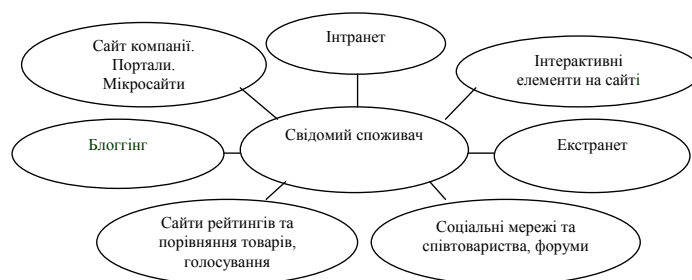 Сайт компанії.
Портали.
Мікросайти
Інтранет
Інтерактивні
елементи на сайті
Блоггінг
Свідомий споживач
Екстранет
Сайти рейтингів та
порівняння товарів,
голосування
Соціальні мережі та
співтовариства, форуми